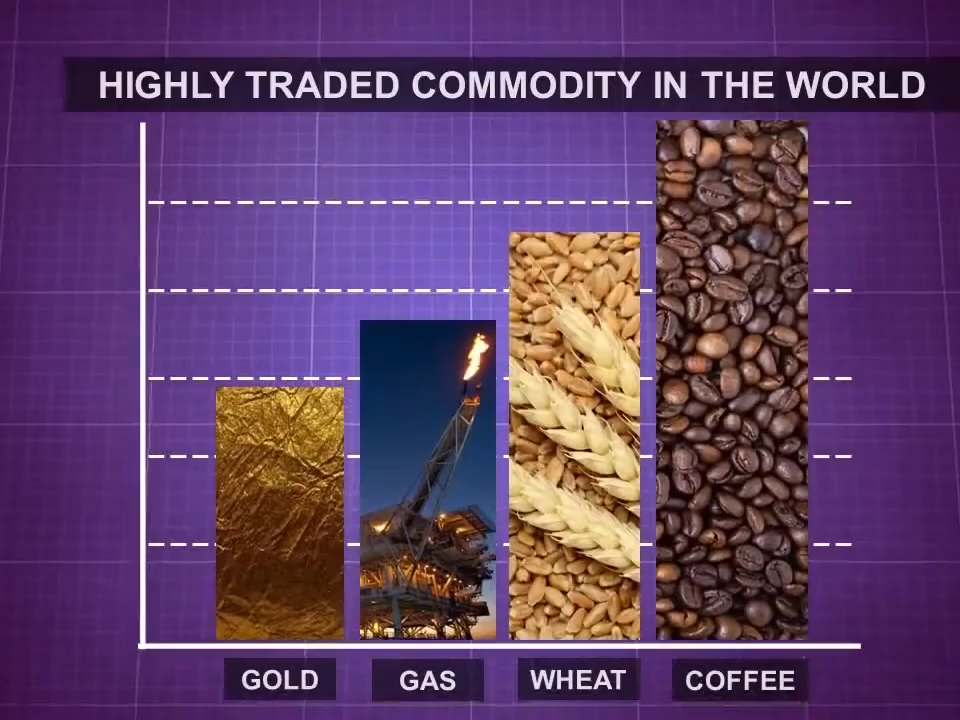 HIGHLY TRADED COMMODITY IN THE WORLD
GOLD
GAS
WHEAT
COFFEE